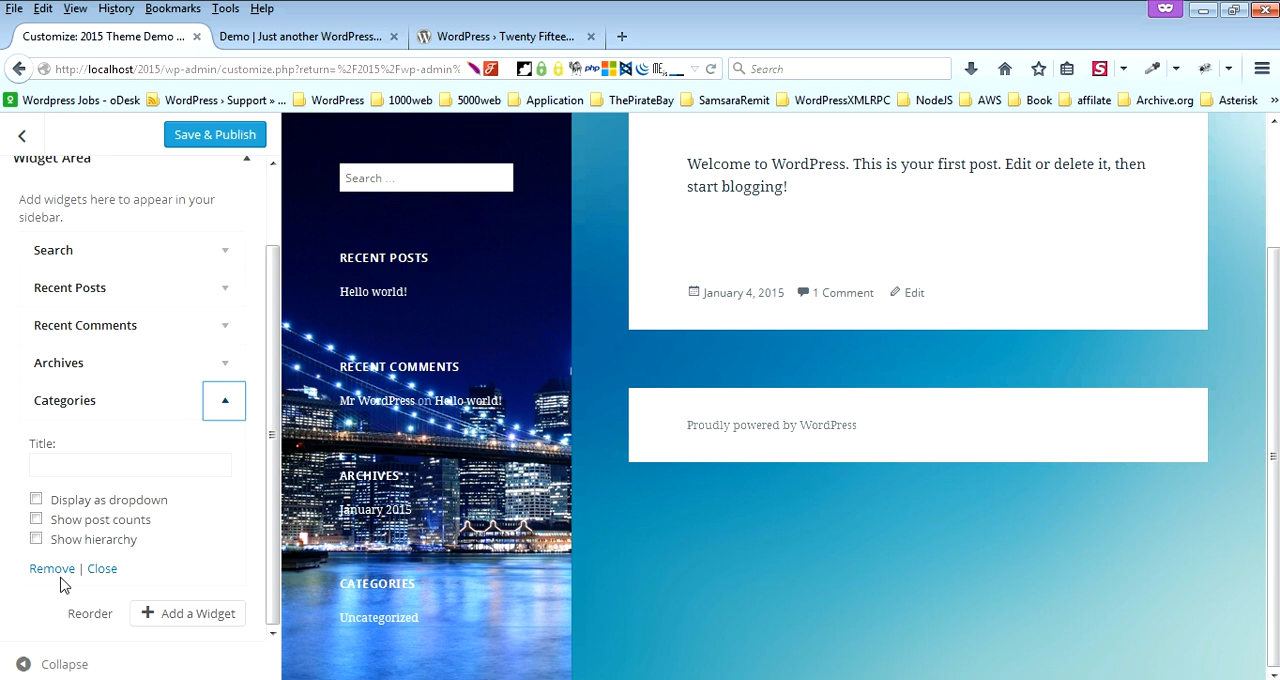 File Edit View History Bookmarks Tools Help
Customize: 2015 Theme Demo ... Demo | Just another WordPress... WordPress › Twenty Fiftee...
http://localhost/2015/wp-admin/customize.php?return=%2F2015%2Fwp-admin% Search
Wordpress Jobs - oDesk WordPress › Support » ... WordPress 1000web 5000web Application ThePirateBay SamsaraRemit WordPressXMLRPC NodeJS AWS Book affilate Archive.org Asterisk »
Save & Publish
Widget Area
Add widgets here to appear in your
sidebar.
Search
Recent Posts
Recent Comments
Archives
Categories
Title:
Display as dropdown
Show post counts
Show hierarchy
Remove | Close
Reorder Add a Widget
Collapse
Search ...
RECENT POSTS
Hello world!
RECENT COMMENTS
Mr WordPress on Hello world!
ARCHIVES
January 2015
CATEGORIES
Uncategorized
Welcome to WordPress. This is your first post. Edit or delete it, then
start blogging!
January 4, 2015 1 Comment Edit
Proudly powered by WordPress